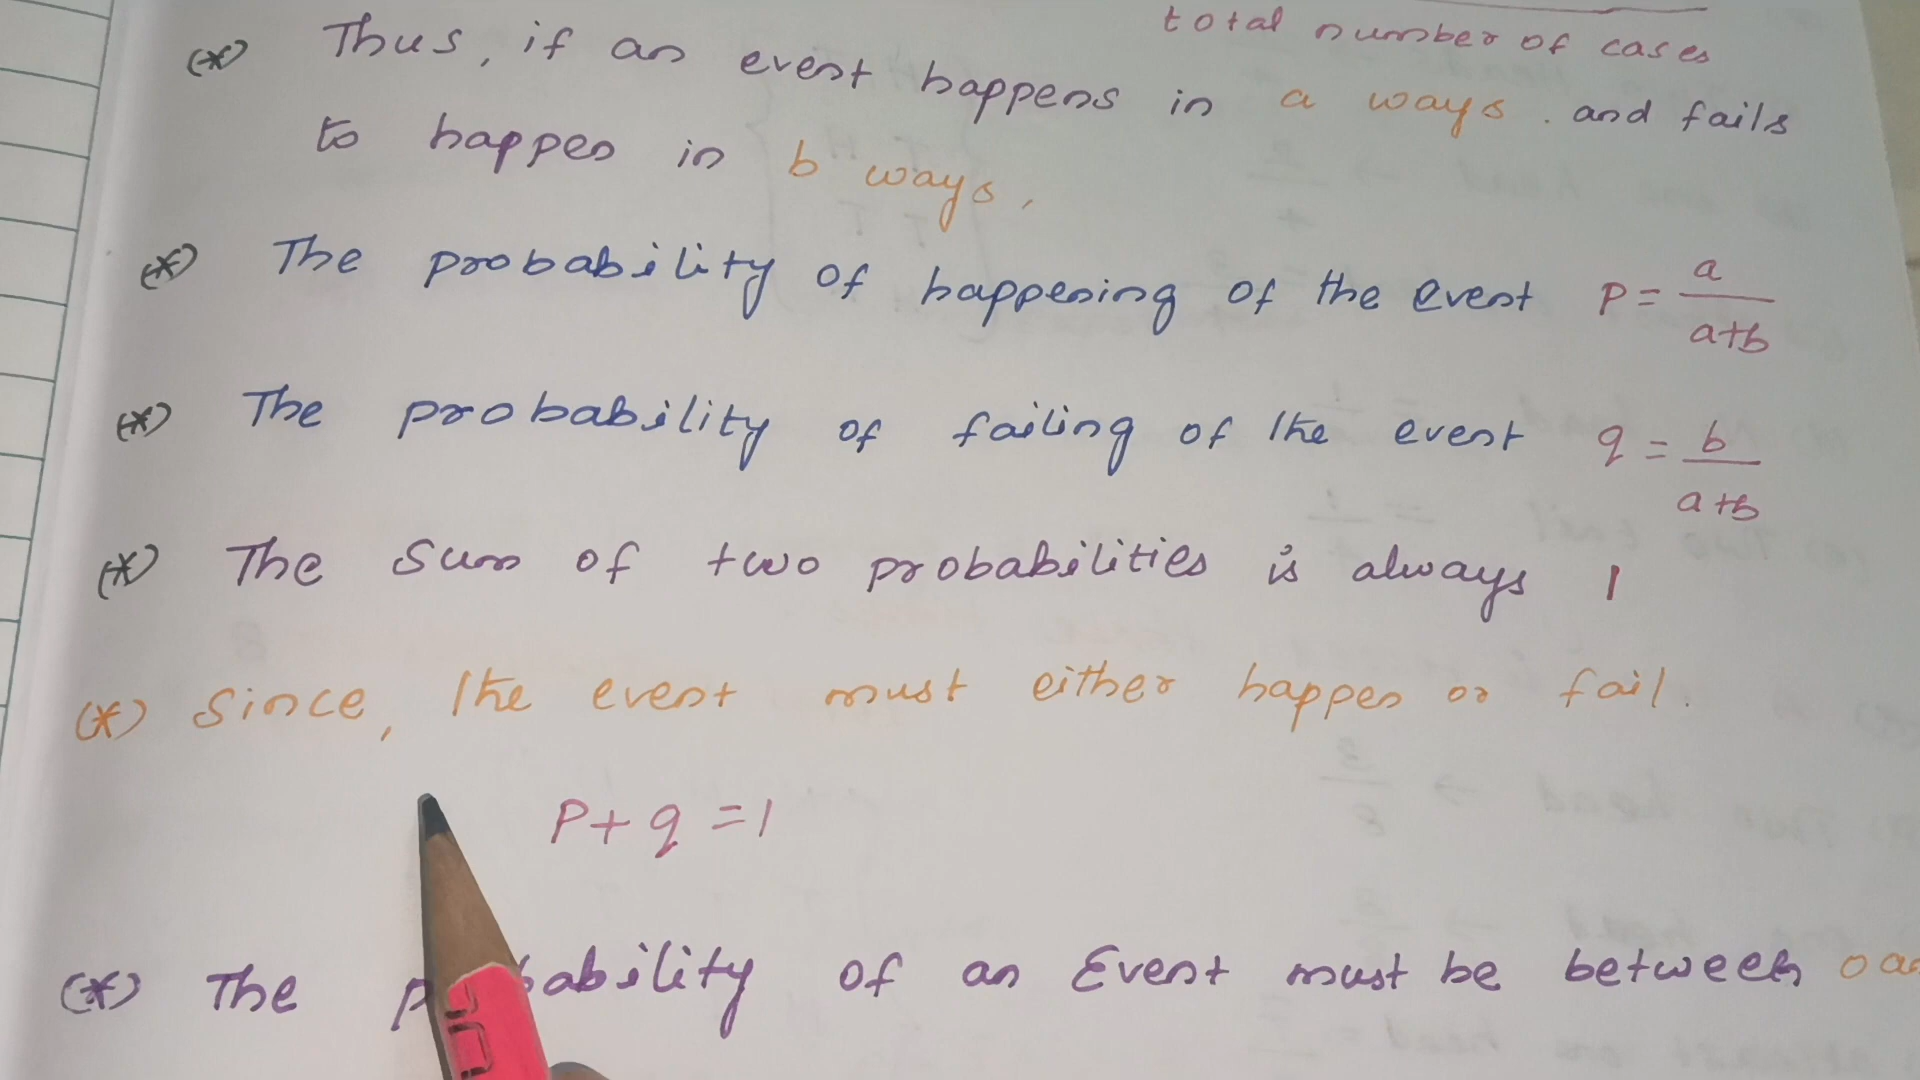 total number of cases
(*) Thus, if an event happens in a ways. and fails
to happen in b ways,
(*) The probability of happening of the event P = a
a+b
(*) The probability of failing of the event q = b
a+b
(*) The sum of two probabilities is always 1
(*) Since, the event must either happen or fail.
P+q=1
(*) The of an Event must be between 0